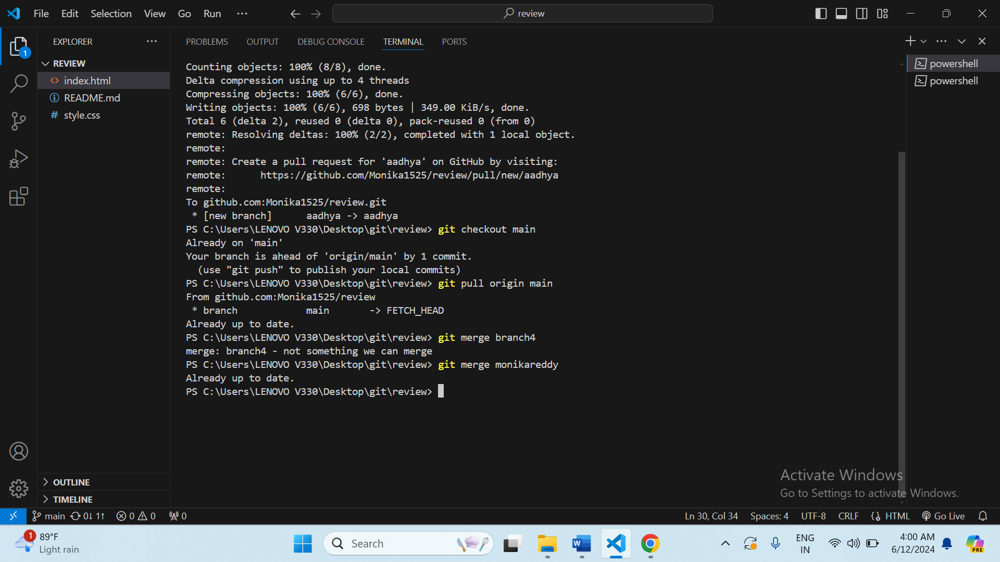 File Edit Selection View Go Run ...
review
EXPLORER
REVIEW
index.html
README.md
style.css
OUTLINE
TIMELINE
1
PROBLEMS OUTPUT DEBUG CONSOLE TERMINAL PORTS
powershell
powershell
Counting objects: 100% (8/8), done.
Delta compression using up to 4 threads
Compressing objects: 100% (6/6), done.
Writing objects: 100% (6/6), 698 bytes | 349.00 KiB/s, done.
Total 6 (delta 2), reused 0 (delta 0), pack-reused 0 (from 0)
remote: Resolving deltas: 100% (2/2), completed with 1 local object.
remote:
remote: Create a pull request for 'aadhya' on GitHub by visiting:
remote:      https://github.com/Monika1525/review/pull/new/aadhya
remote:
To github.com:Monika1525/review.git
 * [new branch]      aadhya -> aadhya
PS C:\Users\LENOVO V330\Desktop\git\review> git checkout main
Already on 'main'
Your branch is ahead of 'origin/main' by 1 commit.
  (use "git push" to publish your local commits)
PS C:\Users\LENOVO V330\Desktop\git\review> git pull origin main
From github.com:Monika1525/review
 * branch            main       -> FETCH_HEAD
Already up to date.
PS C:\Users\LENOVO V330\Desktop\git\review> git merge branch4
merge: branch4 - not something we can merge
PS C:\Users\LENOVO V330\Desktop\git\review> git merge monikareddy
Already up to date.
PS C:\Users\LENOVO V330\Desktop\git\review>
Activate Windows
Go to Settings to activate Windows.
main 0↓ 1↑ 0 0 0
Ln 30, Col 34 Spaces: 4 UTF-8 CRLF HTML Go Live
1
89°F
Light rain
Search
ENG
IN
4:00 AM
6/12/2024
PRE